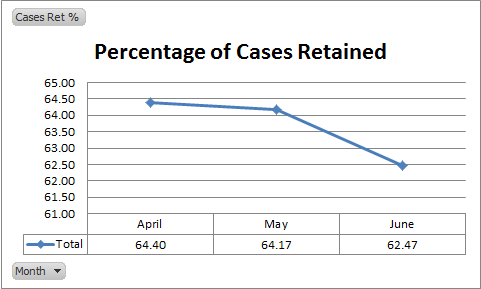 Cases Ret %
Percentage of Cases Retained
65.00
64.50
64.00
63.50
63.00
62.50
62.00
61.50
61.00
April May June
Total 64.40 64.17 62.47
Month